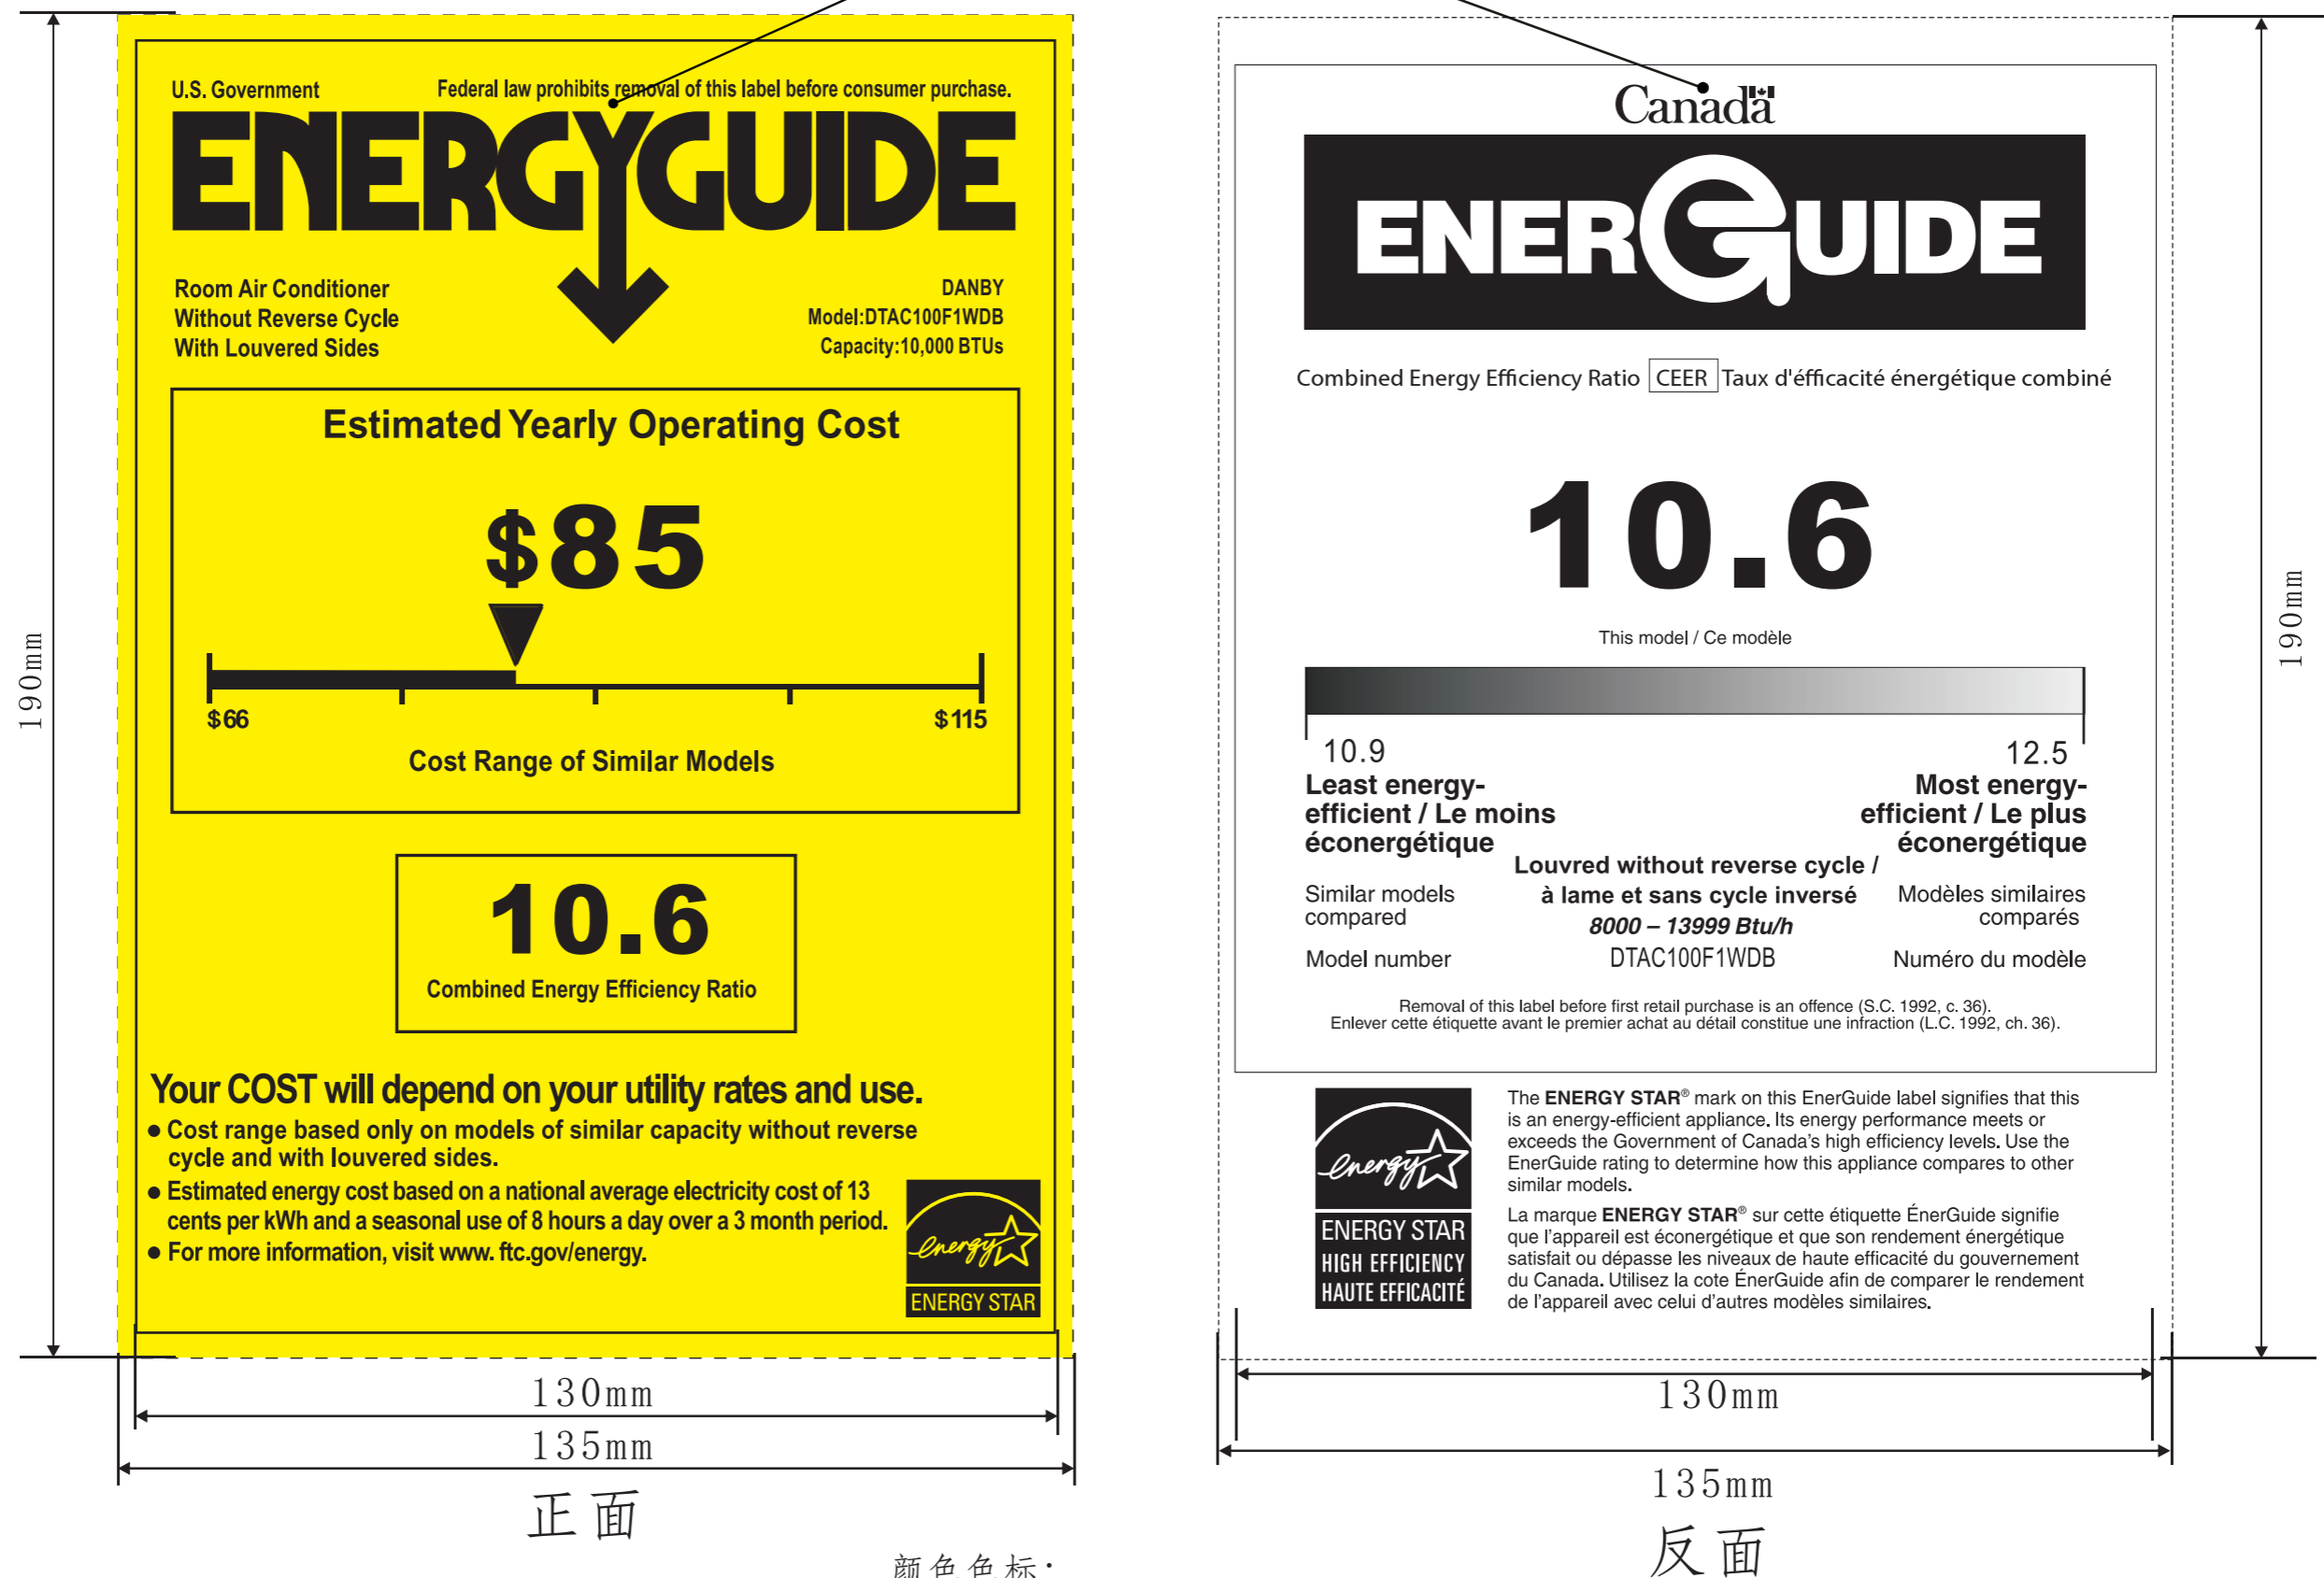 U.S. Government
Federal law prohibits removal of this label before consumer purchase.
ENERGYGUIDE
Room Air Conditioner
Without Reverse Cycle
With Louvered Sides
DANBY
Model:DTAC100F1WDB
Capacity:10,000 BTUs
Estimated Yearly Operating Cost
$85
$66
$115
Cost Range of Similar Models
10.6
Combined Energy Efficiency Ratio
Your COST will depend on your utility rates and use.
● Cost range based only on models of similar capacity without reverse
cycle and with louvered sides.
● Estimated energy cost based on a national average electricity cost of 13
cents per kWh and a seasonal use of 8 hours a day over a 3 month period.
● For more information, visit www. ftc.gov/energy.
energy
ENERGY STAR
190mm
130mm
135mm
正面
颜色色标：
Canada
ENERGUIDE
Combined Energy Efficiency Ratio CEER Taux d'éfficacité énergétique combiné
10.6
This model / Ce modèle
10.9
12.5
Least energy-
efficient / Le moins
éconergétique
Most energy-
efficient / Le plus
éconergétique
Similar models
compared
Louvred without reverse cycle /
à lame et sans cycle inversé
8000 – 13999 Btu/h
Modèles similaires
comparés
Model number
DTAC100F1WDB
Numéro du modèle
Removal of this label before first retail purchase is an offence (S.C. 1992, c. 36).
Enlever cette étiquette avant le premier achat au détail constitue une infraction (L.C. 1992, ch. 36).
energy
ENERGY STAR
HIGH EFFICIENCY
HAUTE EFFICACITÉ
The ENERGY STAR® mark on this EnerGuide label signifies that this
is an energy-efficient appliance. Its energy performance meets or
exceeds the Government of Canada's high efficiency levels. Use the
EnerGuide rating to determine how this appliance compares to other
similar models.
La marque ENERGY STAR® sur cette étiquette ÉnerGuide signifie
que l'appareil est éconergétique et que son rendement énergétique
satisfait ou dépasse les niveaux de haute efficacité du gouvernement
du Canada. Utilisez la cote ÉnerGuide afin de comparer le rendement
de l'appareil avec celui d'autres modèles similaires.
190mm
130mm
135mm
反面